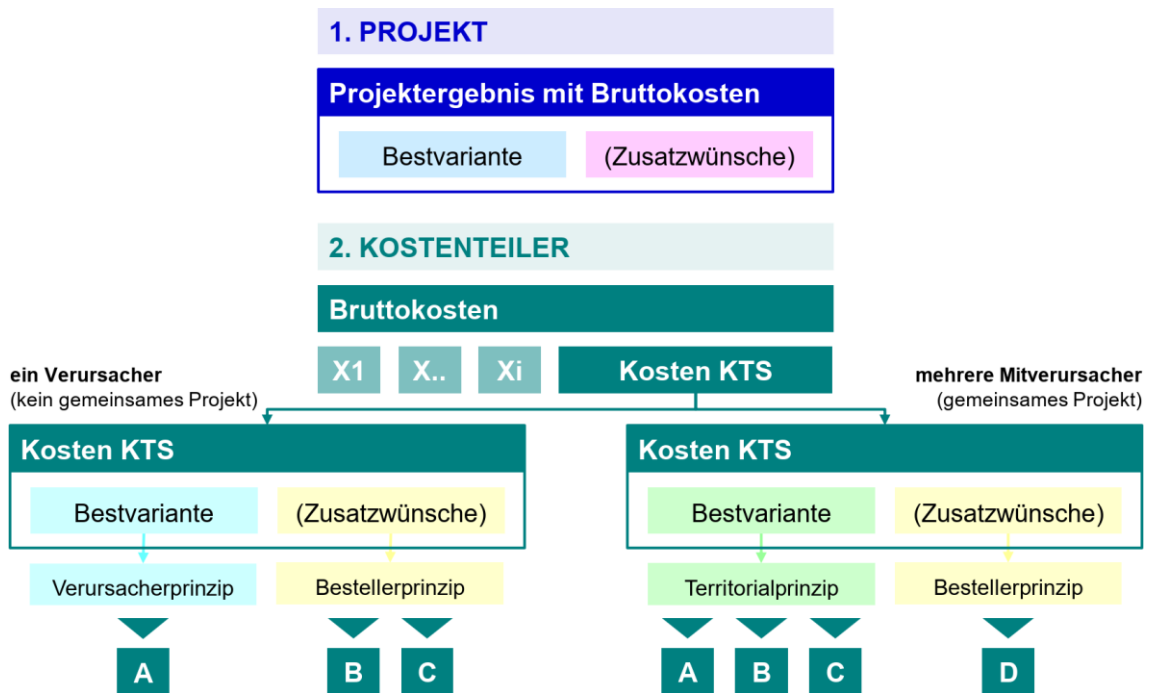 1. PROJEKT
Projektergebnis mit Bruttokosten
Bestvariante
(Zusatzwünsche)
2. KOSTENTEILER
Bruttokosten
X1
X..
Xi
Kosten KTS
ein Verursacher
(kein gemeinsames Projekt)
mehrere Mitverursacher
(gemeinsames Projekt)
Kosten KTS
Bestvariante
(Zusatzwünsche)
Verursacherprinzip
Bestellerprinzip
A
B
C
Kosten KTS
Bestvariante
(Zusatzwünsche)
Territorialprinzip
Bestellerprinzip
A
B
C
D